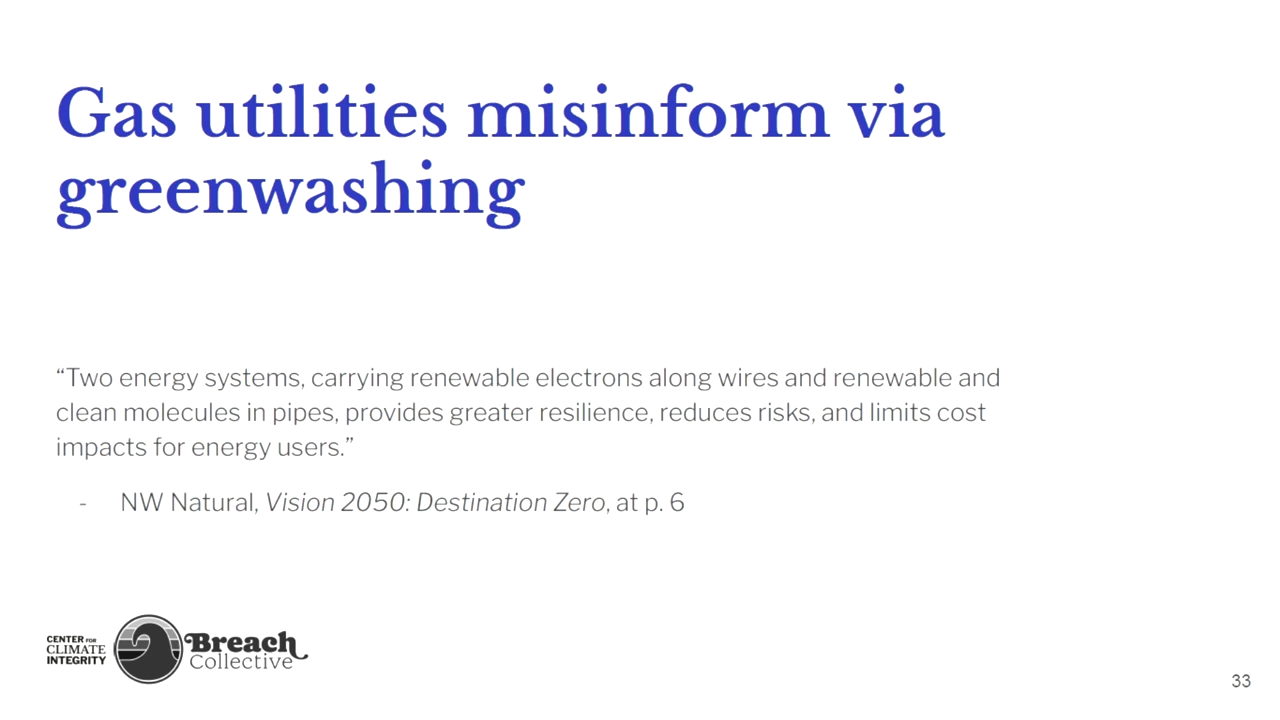 Gas utilities misinform via
greenwashing
“Two energy systems, carrying renewable electrons along wires and renewable and
clean molecules in pipes, provides greater resilience, reduces risks, and limits cost
impacts for energy users.”
- NW Natural, Vision 2050: Destination Zero, at p. 6
CENTER FOR
CLIMATE
INTEGRITY
Breach
Collective
33